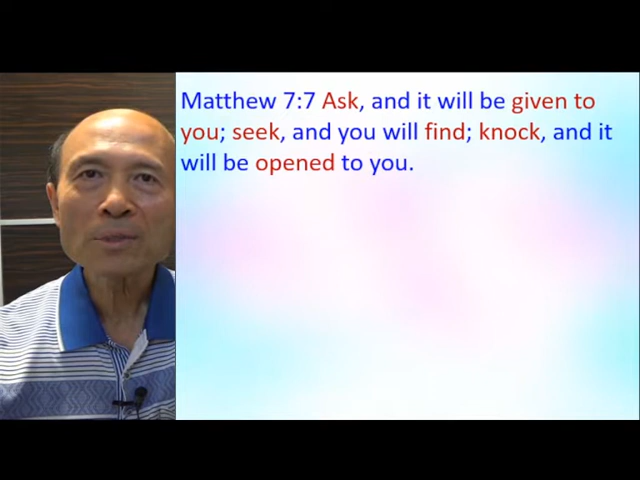 Matthew 7:7 Ask, and it will be given to
you; seek, and you will find; knock, and it
will be opened to you.